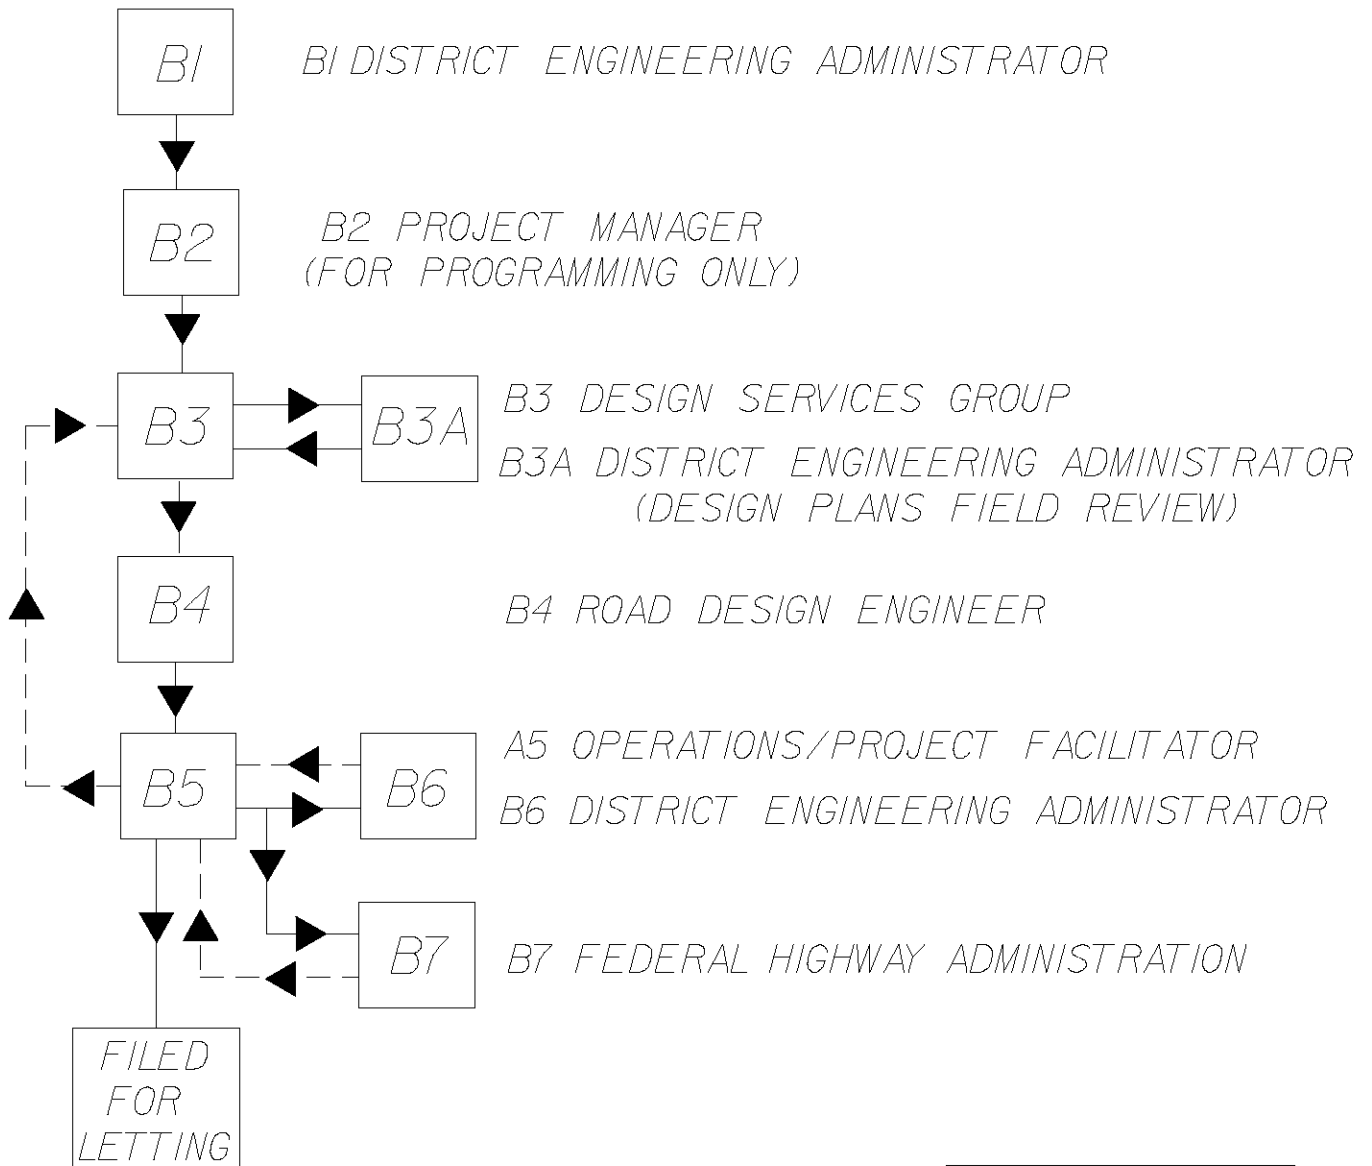 B1
B1 DISTRICT ENGINEERING ADMINISTRATOR
B2
B2 PROJECT MANAGER
(FOR PROGRAMMING ONLY)
B3
B3A
B3 DESIGN SERVICES GROUP
B3A DISTRICT ENGINEERING ADMINISTRATOR
(DESIGN PLANS FIELD REVIEW)
B4
B4 ROAD DESIGN ENGINEER
B5
B6
A5 OPERATIONS/PROJECT FACILITATOR
B6 DISTRICT ENGINEERING ADMINISTRATOR
B7
B7 FEDERAL HIGHWAY ADMINISTRATION
FILED
FOR
LETTING